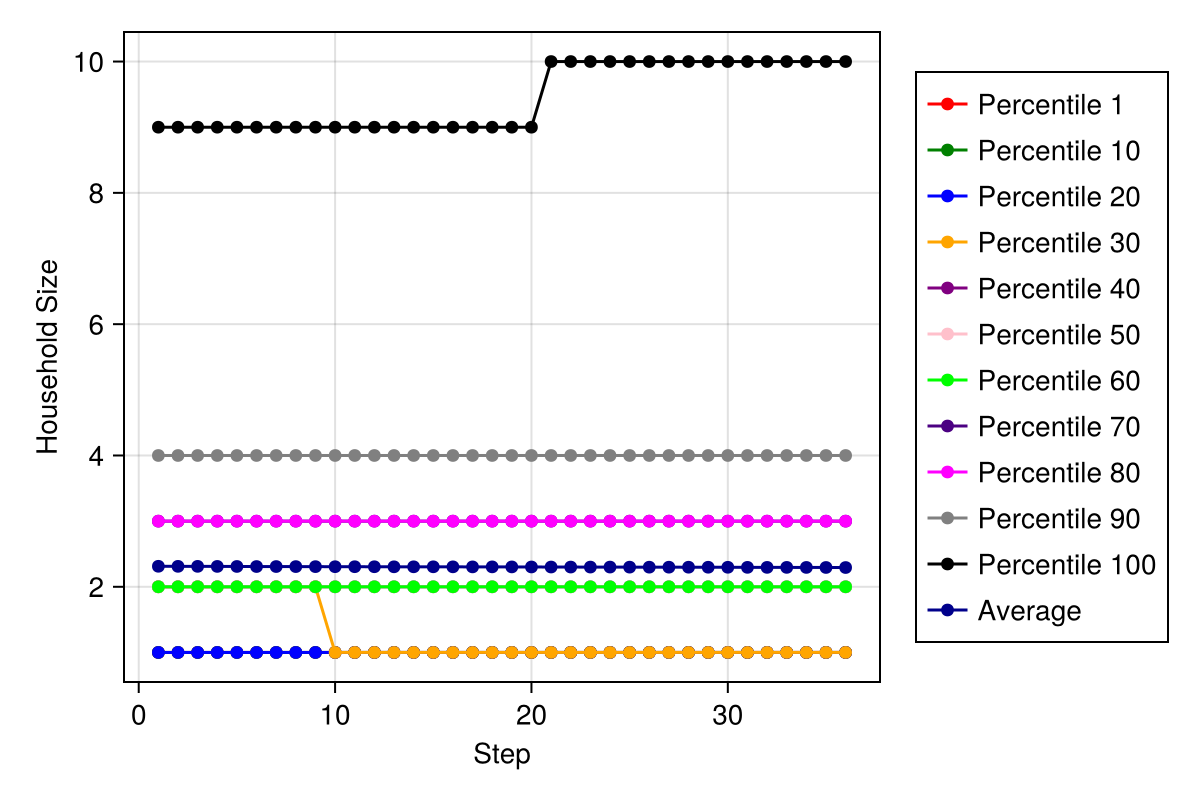 10
8
6
4
2
Household Size
0
10
20
30
Step
Percentile 1
Percentile 10
Percentile 20
Percentile 30
Percentile 40
Percentile 50
Percentile 60
Percentile 70
Percentile 80
Percentile 90
Percentile 100
Average